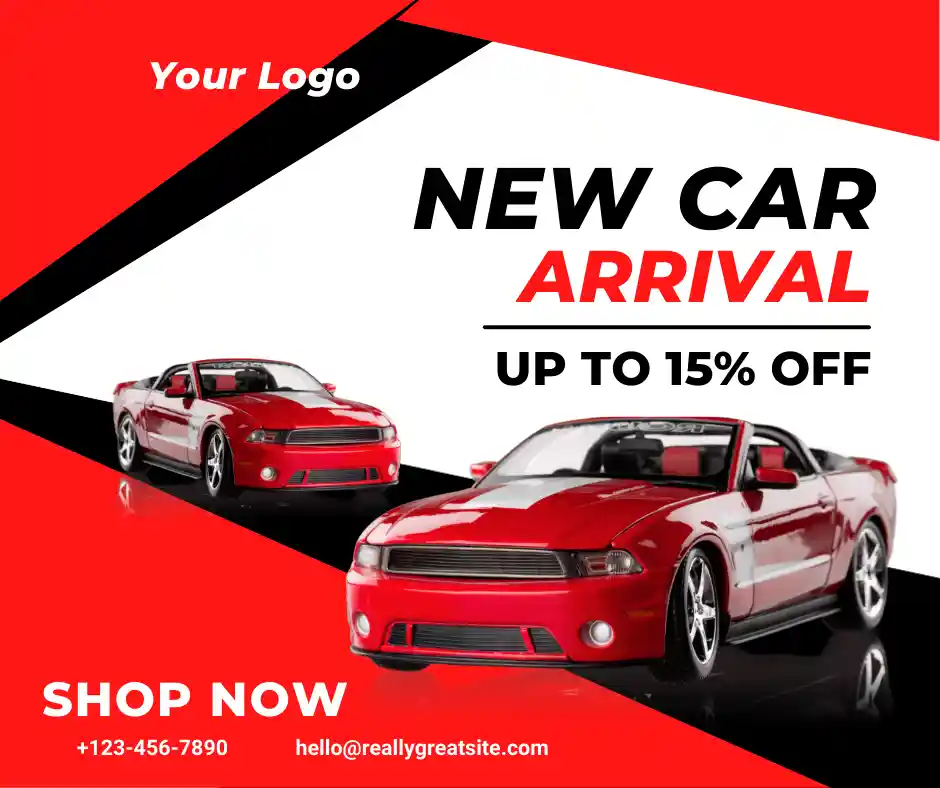 Your Logo
NEW CAR
ARRIVAL
UP TO 15% OFF
SHOP NOW
+123-456-7890
hello@reallygreatsite.com